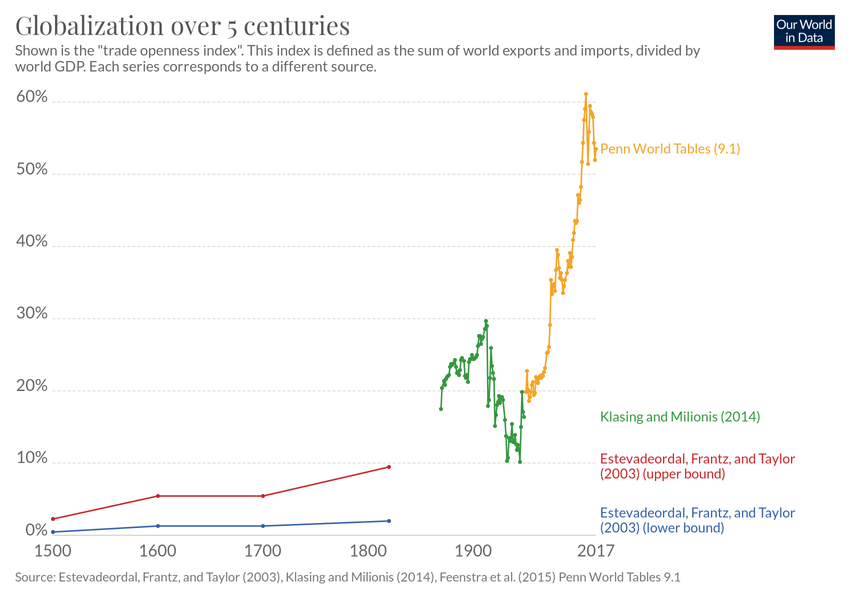 Globalization over 5 centuries
Our World
in Data
Shown is the "trade openness index". This index is defined as the sum of world exports and imports, divided by
world GDP. Each series corresponds to a different source.
60%
50%
40%
30%
20%
10%
0%
Penn World Tables (9.1)
Klasing and Milionis (2014)
Estevadeordal, Frantz, and Taylor
(2003) (upper bound)
Estevadeordal, Frantz, and Taylor
(2003) (lower bound)
1500 1600 1700 1800 1900 2017
Source: Estevadeordal, Frantz, and Taylor (2003), Klasing and Milionis (2014), Feenstra et al. (2015) Penn World Tables 9.1